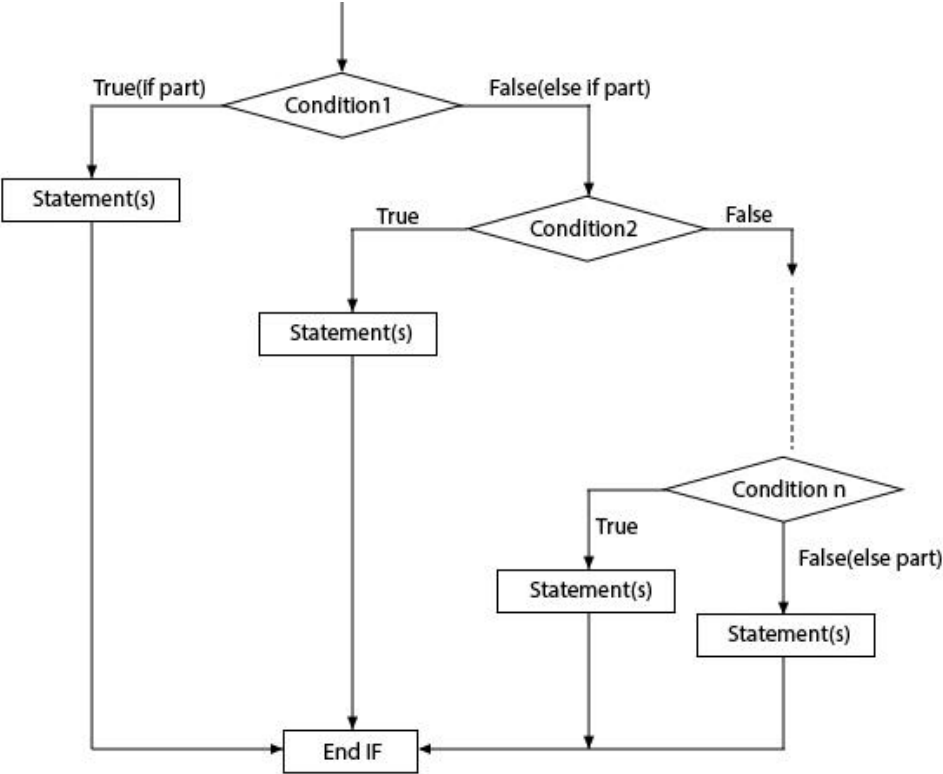 True(if part)
Condition1
False(else if part)
Statement(s)
True
Condition2
False
Statement(s)
Condition n
True
False(else part)
Statement(s)
Statement(s)
End IF